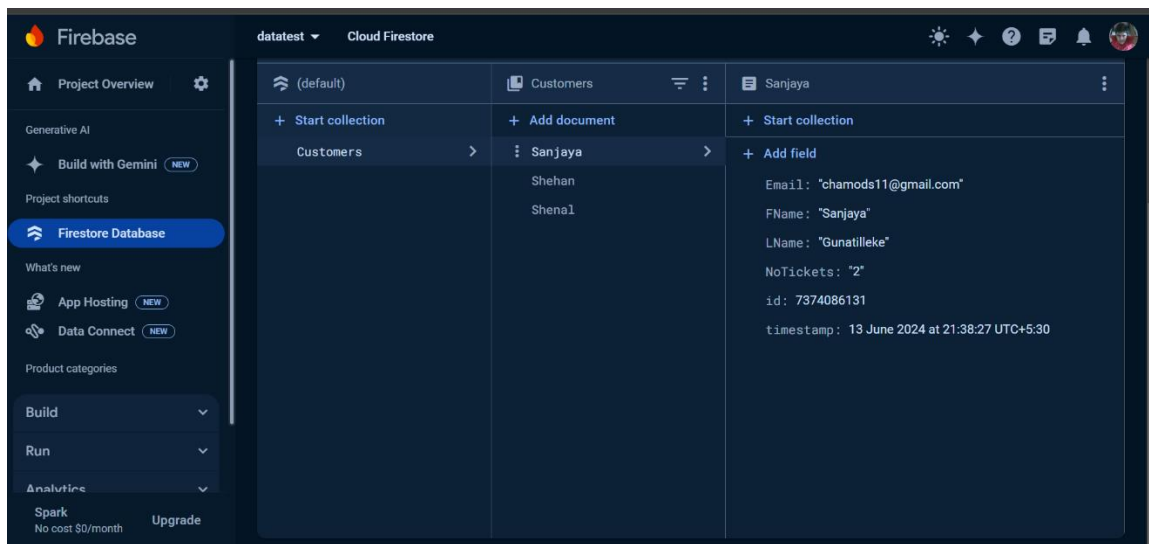 Firebase
datatest Cloud Firestore
Project Overview
Generative AI
Build with Gemini NEW
Project shortcuts
Firestore Database
What's new
App Hosting NEW
Data Connect NEW
Product categories
Build
Run
Analytics
Spark
No cost $0/month
Upgrade
(default)
+ Start collection
Customers
Customers
+ Add document
Sanjaya
Shehan
Shenal
Sanjaya
+ Start collection
+ Add field
Email: "chamods11@gmail.com"
FName: "Sanjaya"
LName: "Gunatilleke"
NoTickets: "2"
id: 7374086131
timestamp: 13 June 2024 at 21:38:27 UTC+5:30